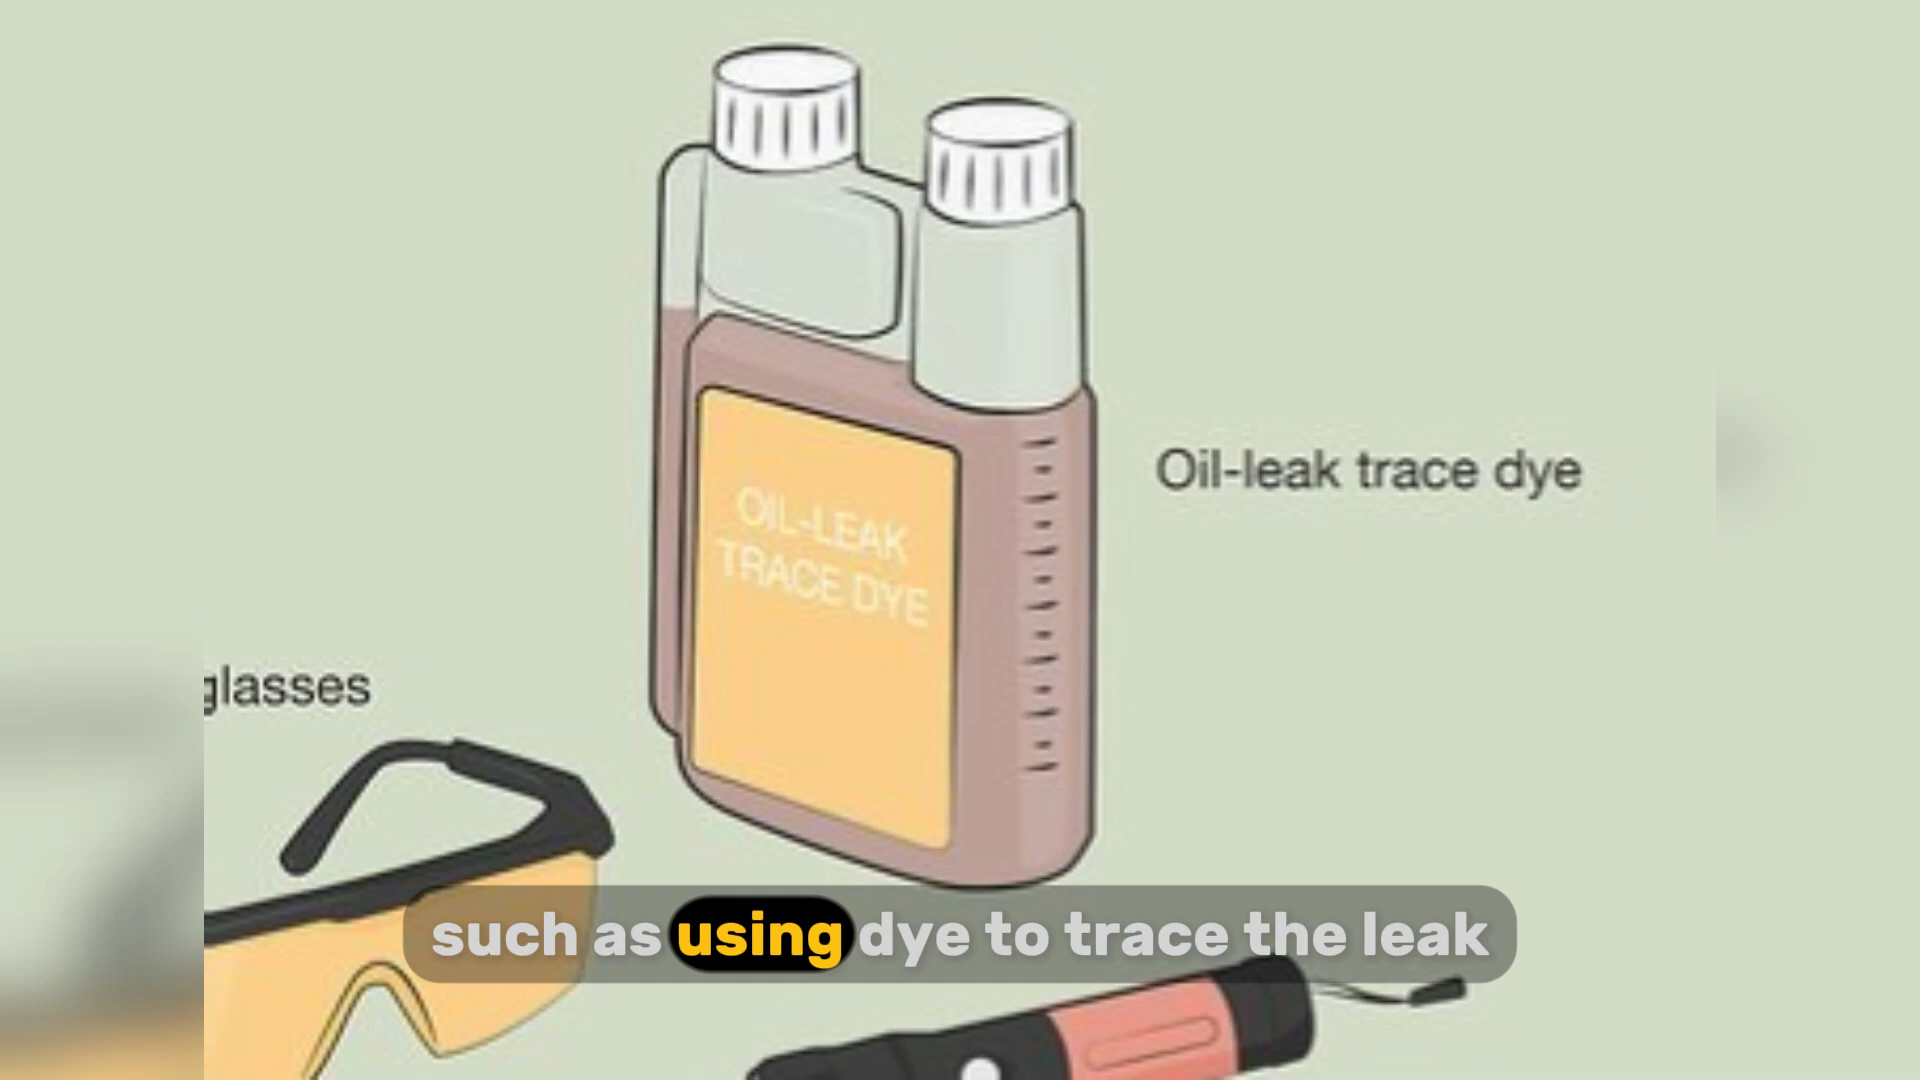 OIL-LEAK
TRACE DYE
Oil-leak trace dye
glasses
such as using dye to trace the leak